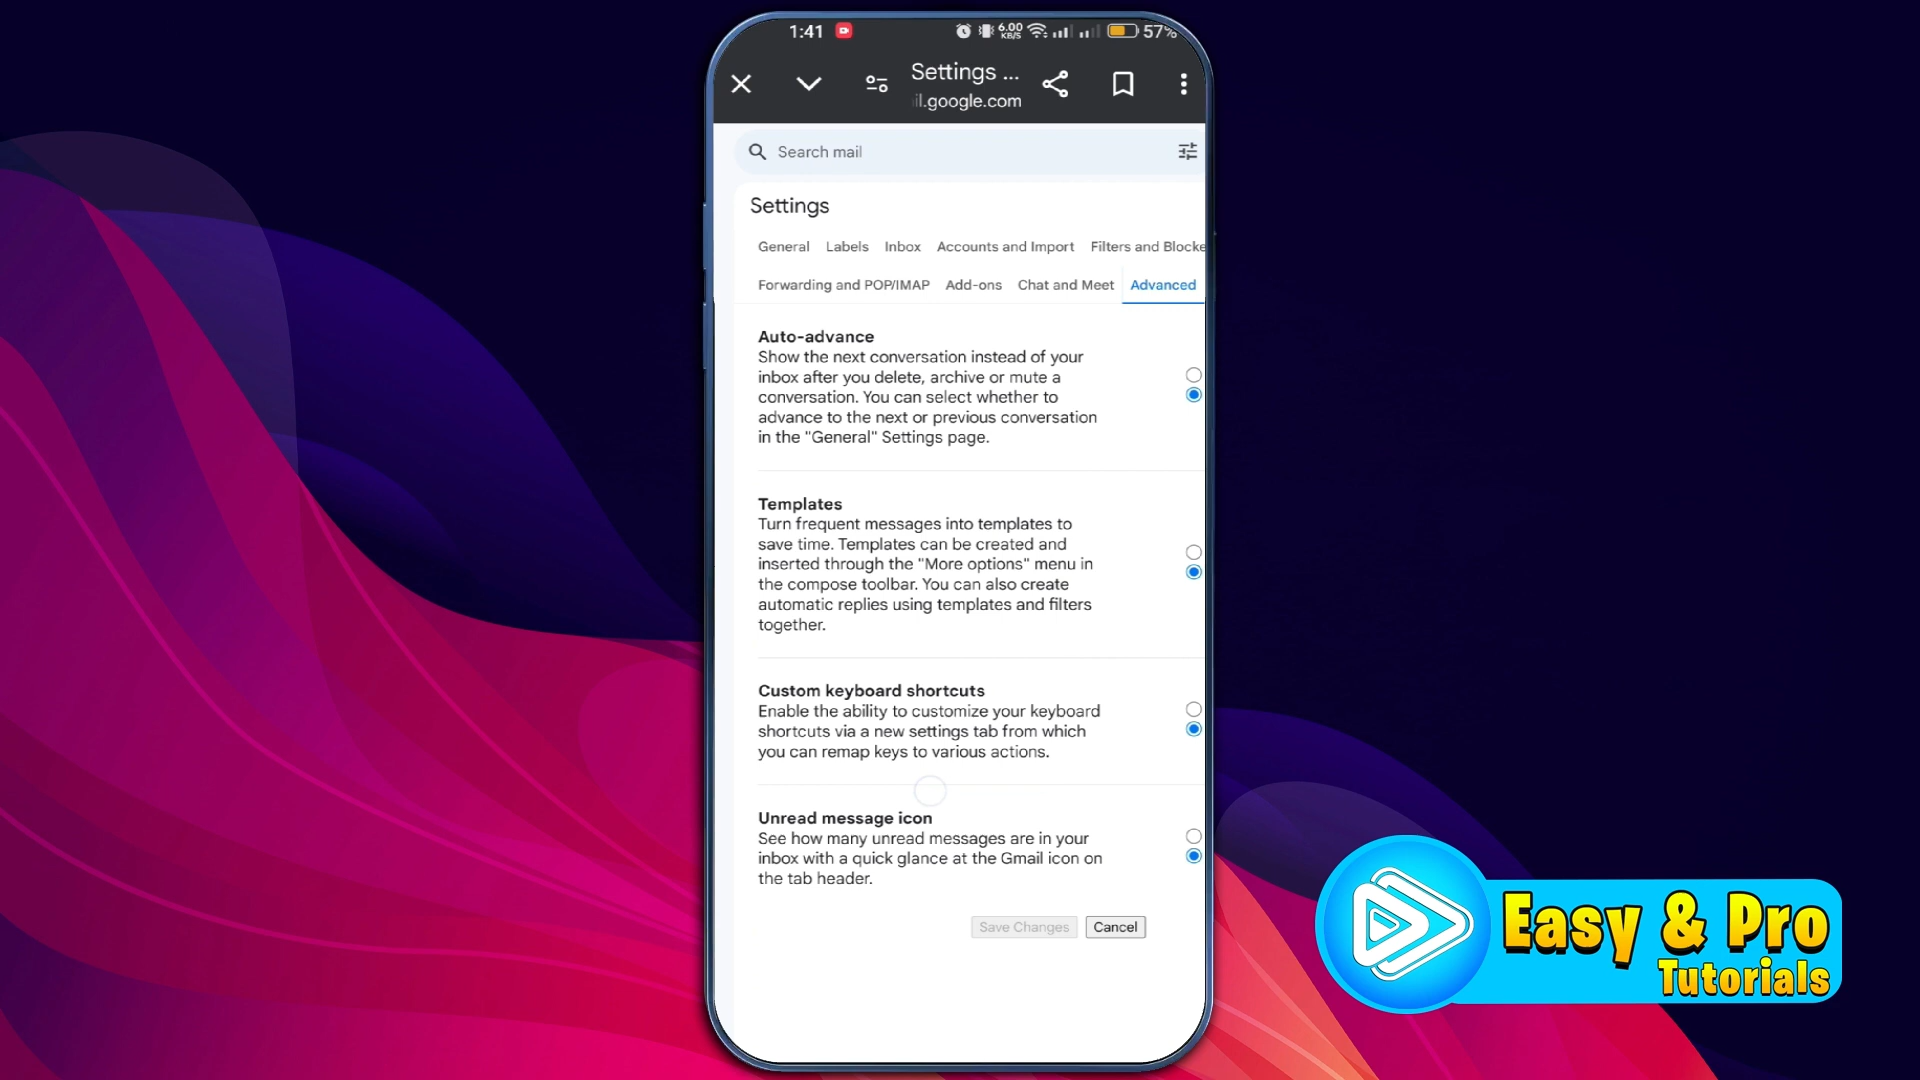 1:41
6.00
KB/S
57%
Settings ...
il.google.com
Search mail
Settings
General Labels Inbox Accounts and Import Filters and Blocke
Forwarding and POP/IMAP Add-ons Chat and Meet Advanced
Auto-advance
Show the next conversation instead of your
inbox after you delete, archive or mute a
conversation. You can select whether to
advance to the next or previous conversation
in the "General" Settings page.
Templates
Turn frequent messages into templates to
save time. Templates can be created and
inserted through the "More options" menu in
the compose toolbar. You can also create
automatic replies using templates and filters
together.
Custom keyboard shortcuts
Enable the ability to customize your keyboard
shortcuts via a new settings tab from which
you can remap keys to various actions.
Unread message icon
See how many unread messages are in your
inbox with a quick glance at the Gmail icon on
the tab header.
Save Changes Cancel
Easy & Pro
Tutorials